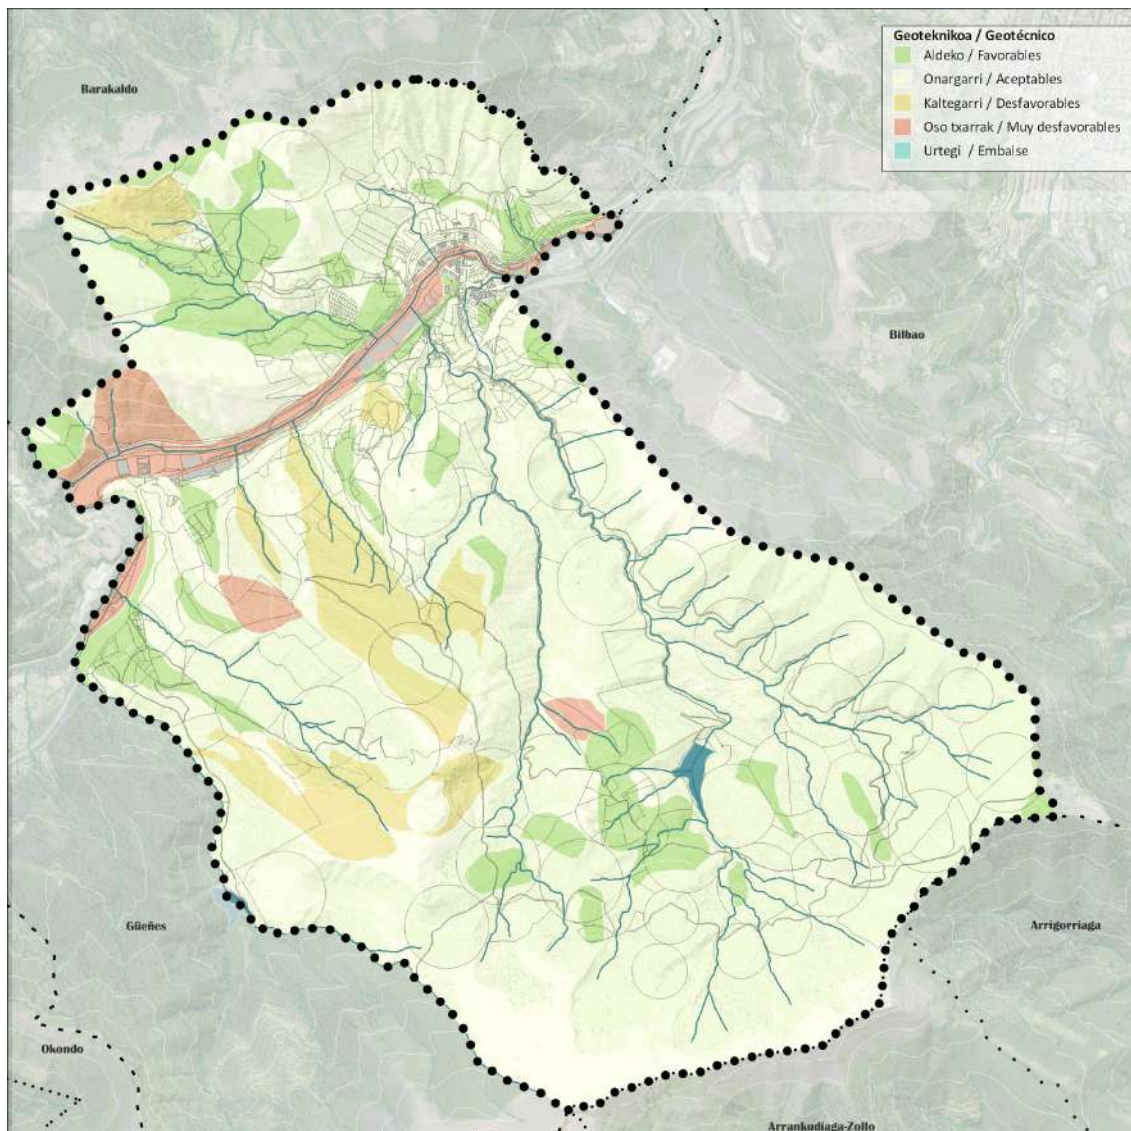 Geoteknikoa / Geotécnico
Aldeko / Favorables
Onargarri / Aceptables
Kaltegarri / Desfavorables
Oso txarrak / Muy desfavorables
Urtegi / Embalse
Barakaldo
Bilbao
Güeñes
Arrigorriaga
Okondo
Arrankudiaga-Zollo